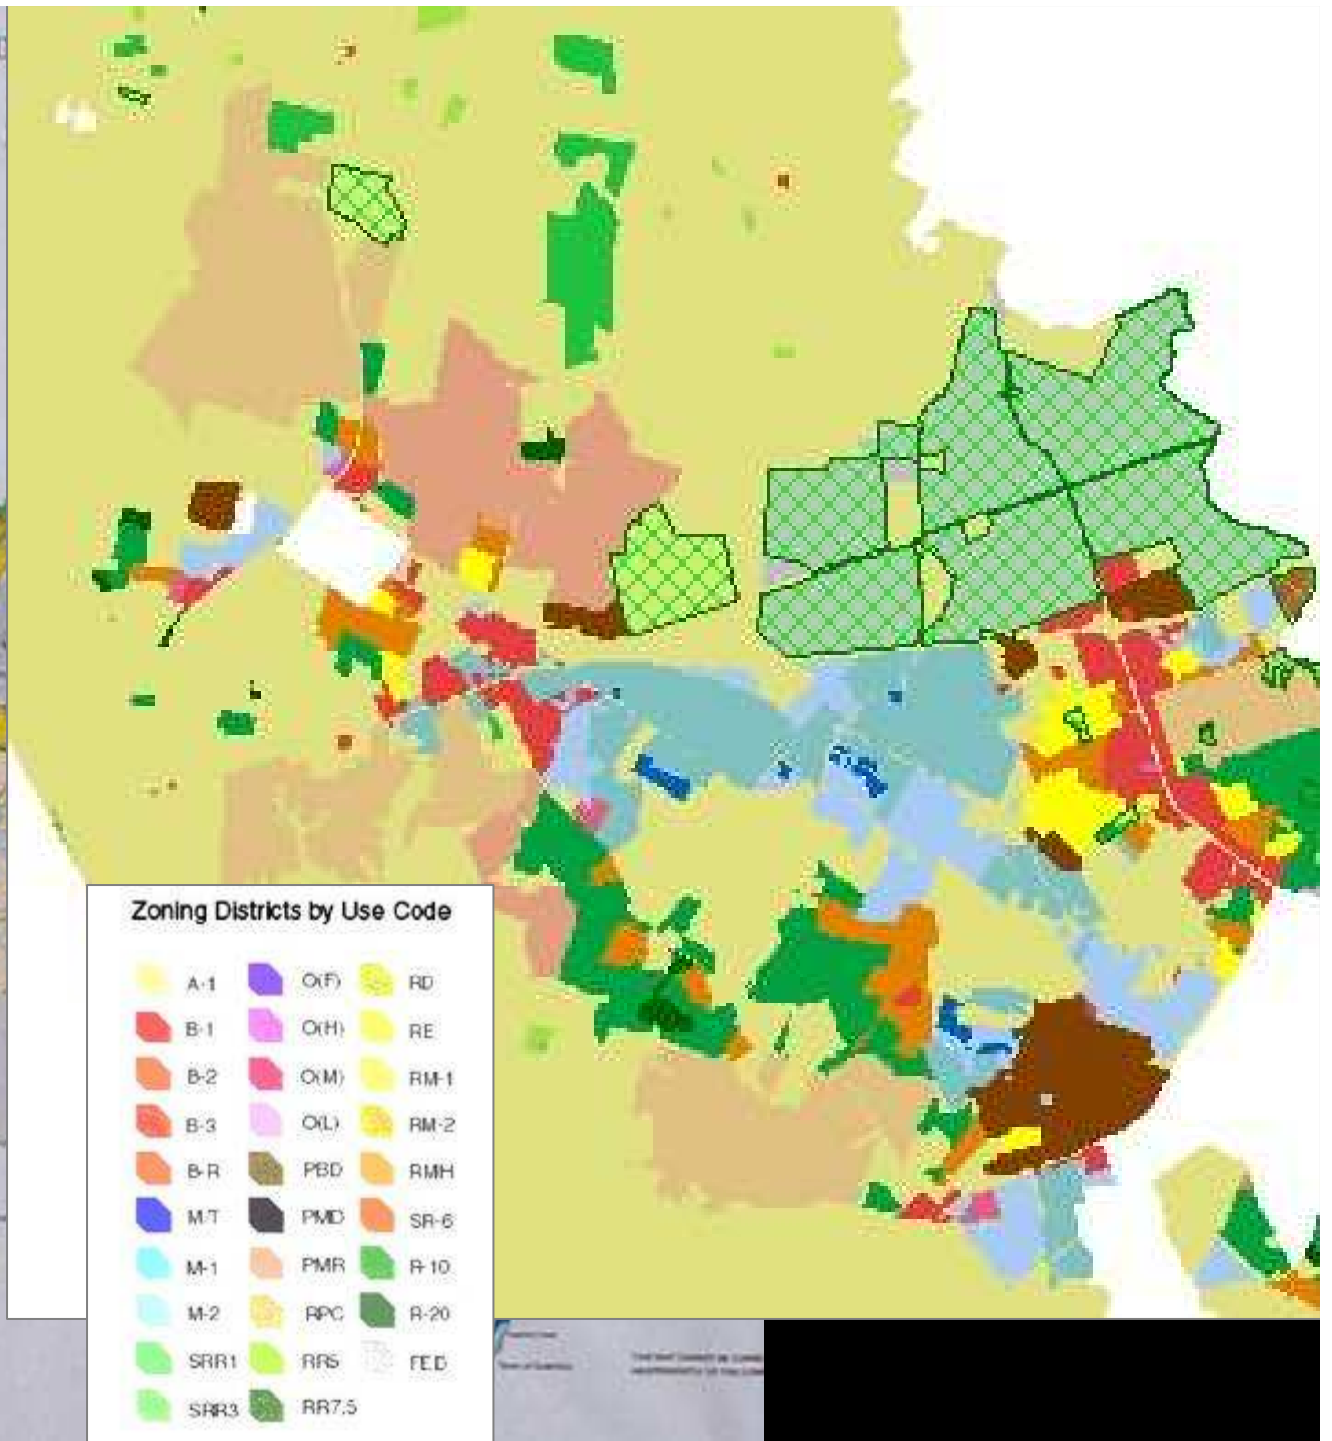 Zoning Districts by Use Code
A-1 O(F) RD
B-1 O(H) RE
B-2 O(M) RM-1
B-3 O(L) RM-2
B-R PBD RMH
M-T PMD SR-6
M-1 PMR R-10
M-2 RPC R-20
SRR1 RR5 FED
SRR3 RR7.5